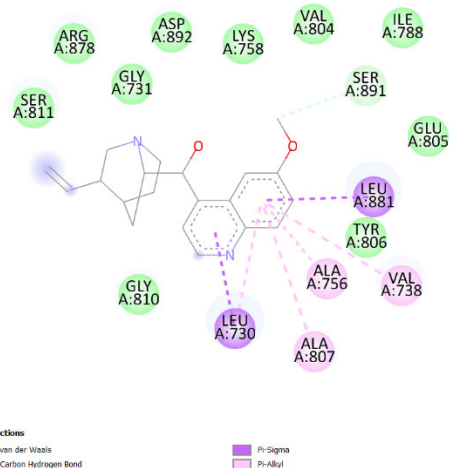 ARG
A:878
ASP
A:892
LYS
A:758
VAL
A:804
ILE
A:788
GLY
A:731
SER
A:891
SER
A:811
GLU
A:805
N
O
O
LEU
A:881
TYR
A:806
N
GLY
A:810
ALA
A:756
VAL
A:738
LEU
A:730
ALA
A:807
ctions
van der Waals
Pi-Sigma
Carbon Hydrogen Bond
Pi-Alkyl